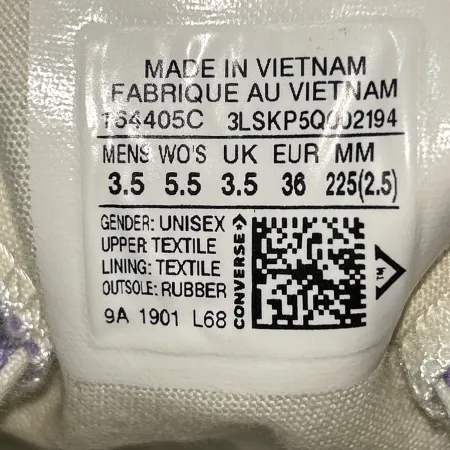 MADE IN VIETNAM
FABRIQUE AU VIETNAM
164405C 3LSKP5Q002194
MENS WO'S UK EUR MM
3.5 5.5 3.5 36 225(2.5)
GENDER: UNISEX
UPPER: TEXTILE
LINING: TEXTILE
OUTSOLE: RUBBER
9A 1901 L68
CONVERSE
TM